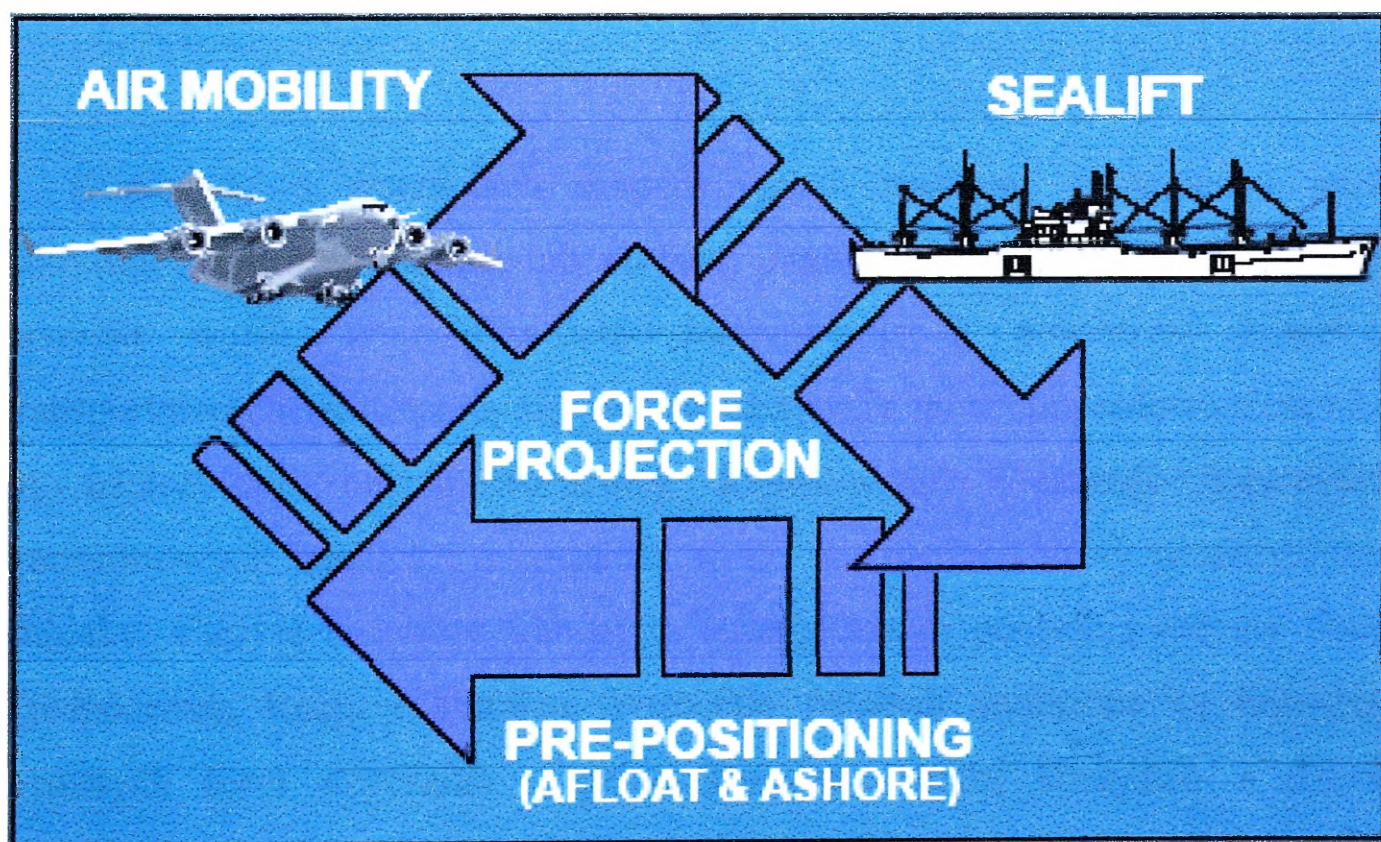 AIR MOBILITY
SEALIFT
FORCE
PROJECTION
PRE-POSITIONING
(AFLOAT & ASHORE)